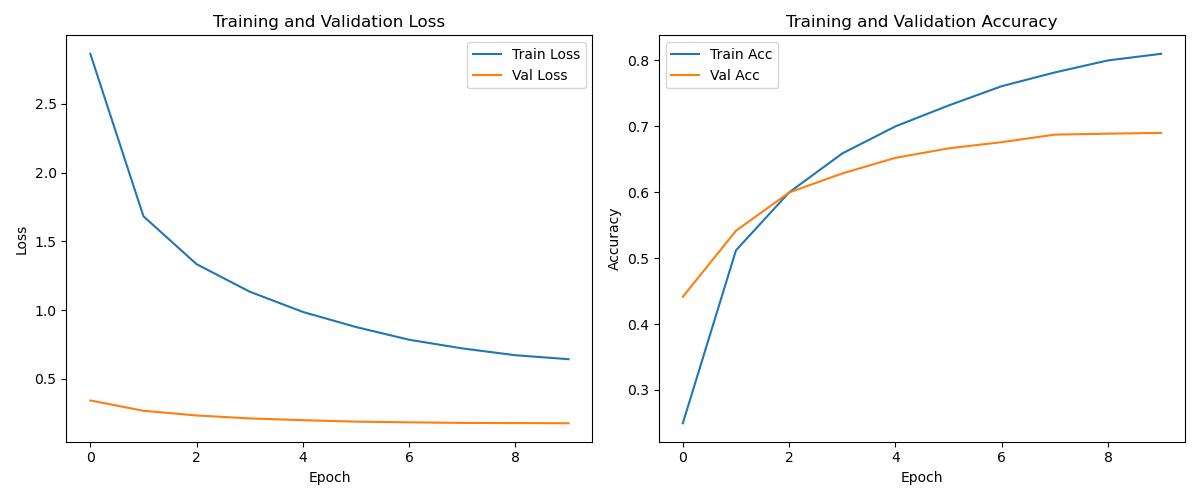 Training and Validation Loss
Train Loss
Val Loss
2.5
2.0
1.5
1.0
0.5
Loss
0 2 4 6 8
Epoch
Training and Validation Accuracy
Train Acc
Val Acc
0.8
0.7
0.6
0.5
0.4
0.3
Accuracy
0 2 4 6 8
Epoch